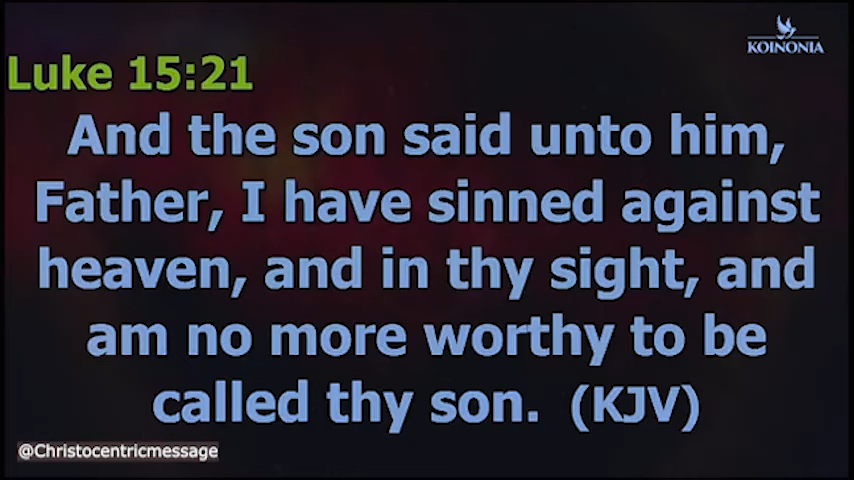 KOINONIA
Luke 15:21
And the son said unto him,
Father, I have sinned against
heaven, and in thy sight, and
am no more worthy to be
called thy son. (KJV)
@Christocentricmessage